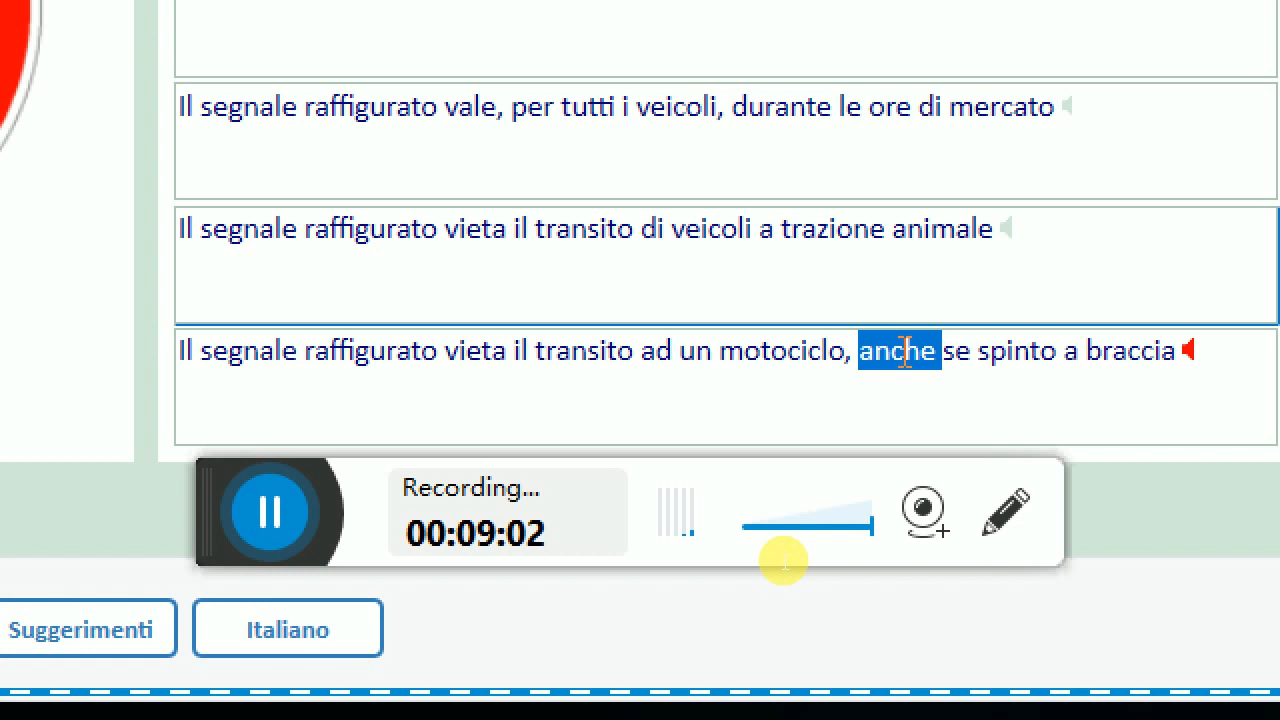 Il segnale raffigurato vale, per tutti i veicoli, durante le ore di mercato
Il segnale raffigurato vieta il transito di veicoli a trazione animale
Il segnale raffigurato vieta il transito ad un motociclo, anche se spinto a braccia
Recording...
00:09:02
Suggerimenti
Italiano